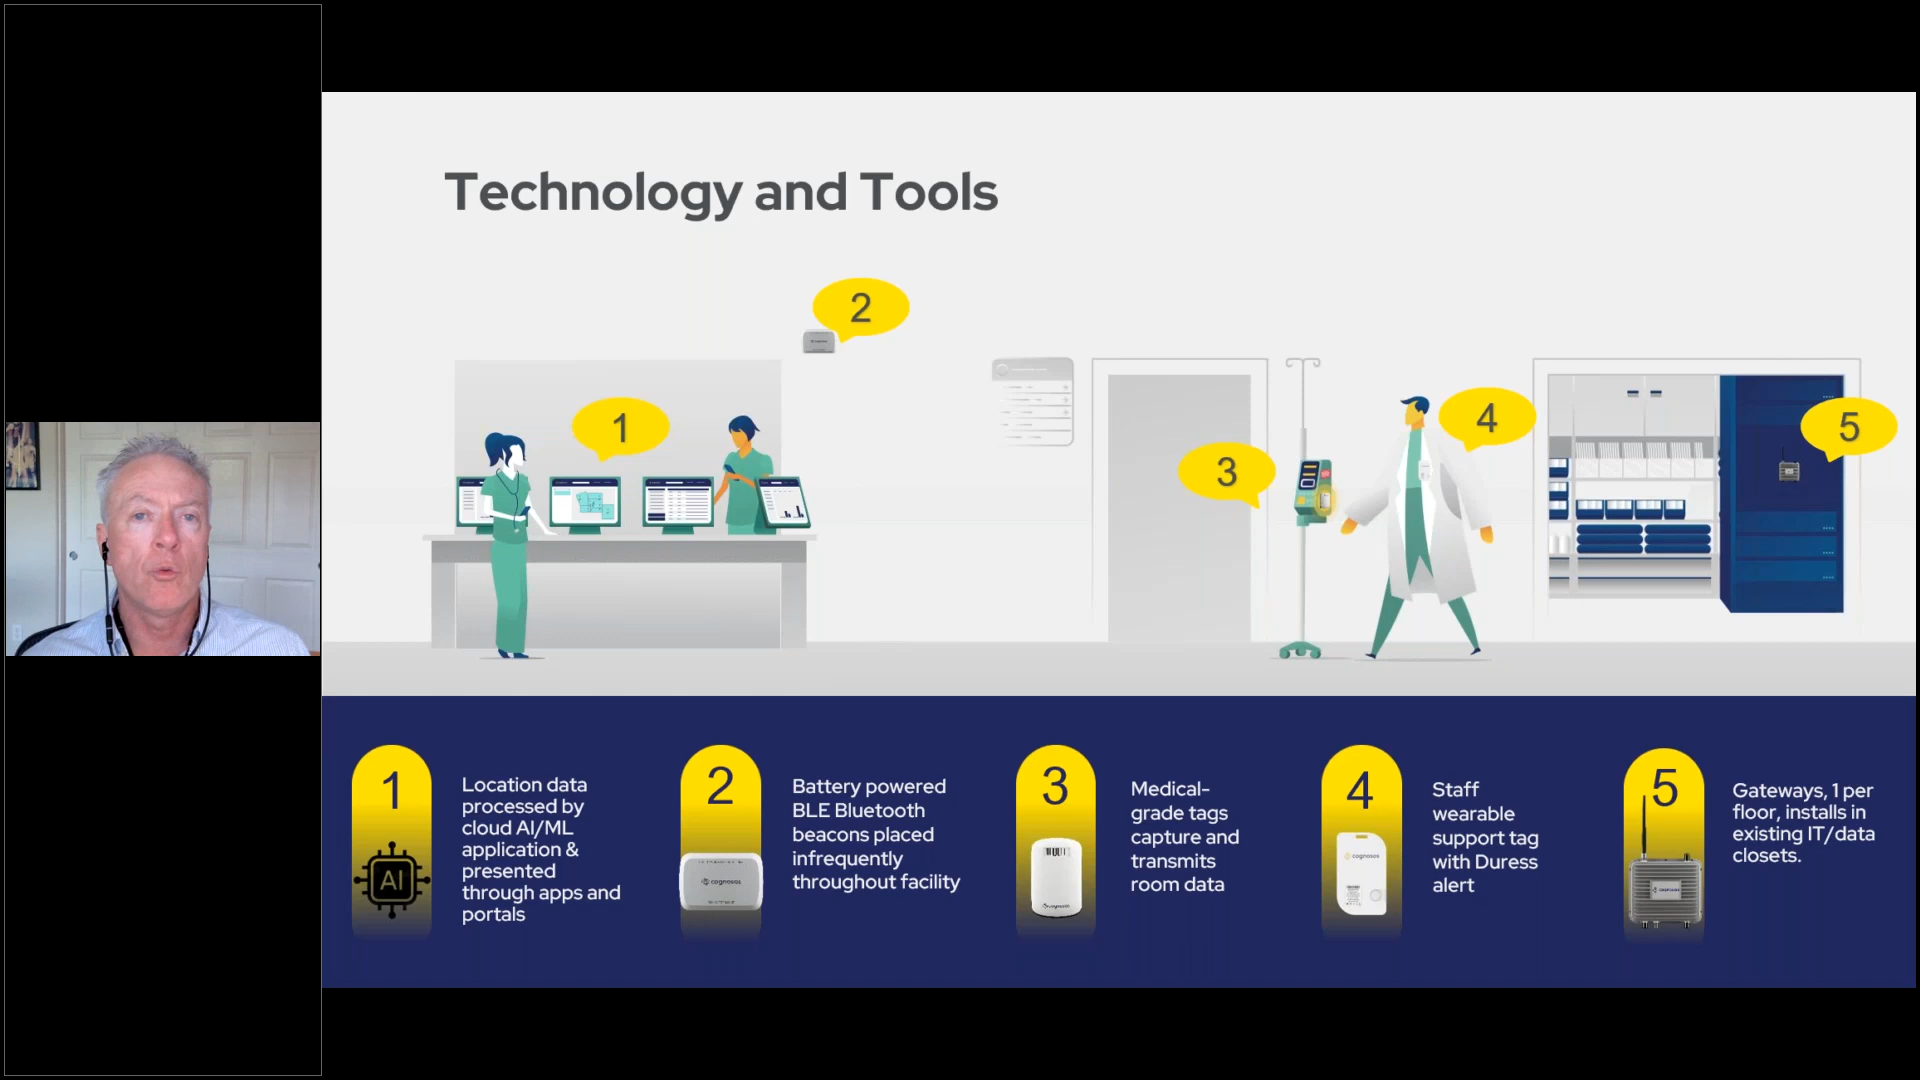 Technology and Tools
2
1
4
5
3
1
Location data
processed by
cloud AI/ML
application &
presented
through apps and
portals
AI
2
Battery powered
BLE Bluetooth
beacons placed
infrequently
throughout facility
cognosos
3
Medical-
grade tags
capture and
transmits
room data
cognosos
4
Staff
wearable
support tag
with Duress
alert
cognosos
5
Gateways, 1 per
floor, installs in
existing IT/data
closets.